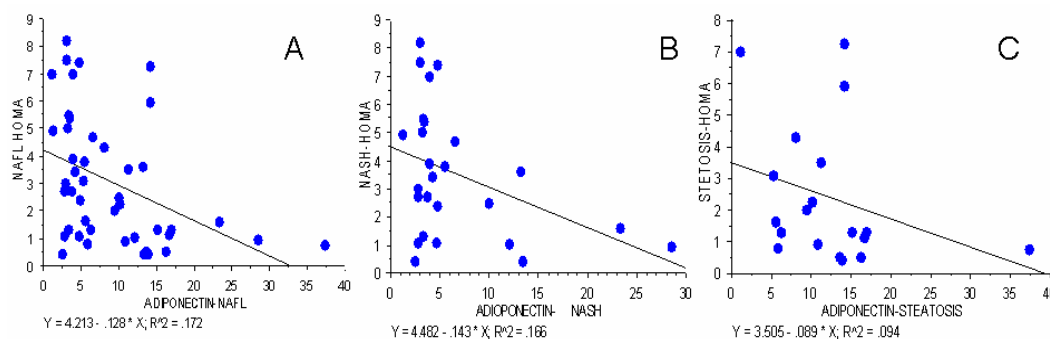 A
NAFL HOMA
9
8
7
6
5
4
3
2
1
0
0 5 10 15 20 25 30 35 40
ADIPONECTIN-NAFL
Y = 4.213 - .128 * X; R^2 = .172
B
NASH-HOMA
9
8
7
6
5
4
3
2
1
0
0 5 10 15 20 25 30
ADIOPONECTIN- NASH
Y = 4.482 - .143 * X; R^2 = .166
C
STETOSIS-HOMA
8
7
6
5
4
3
2
1
0
0 5 10 15 20 25 30 35 40
ADIPONECTIN-STEATOSIS
Y = 3.505 - .089 * X; R^2 = .094